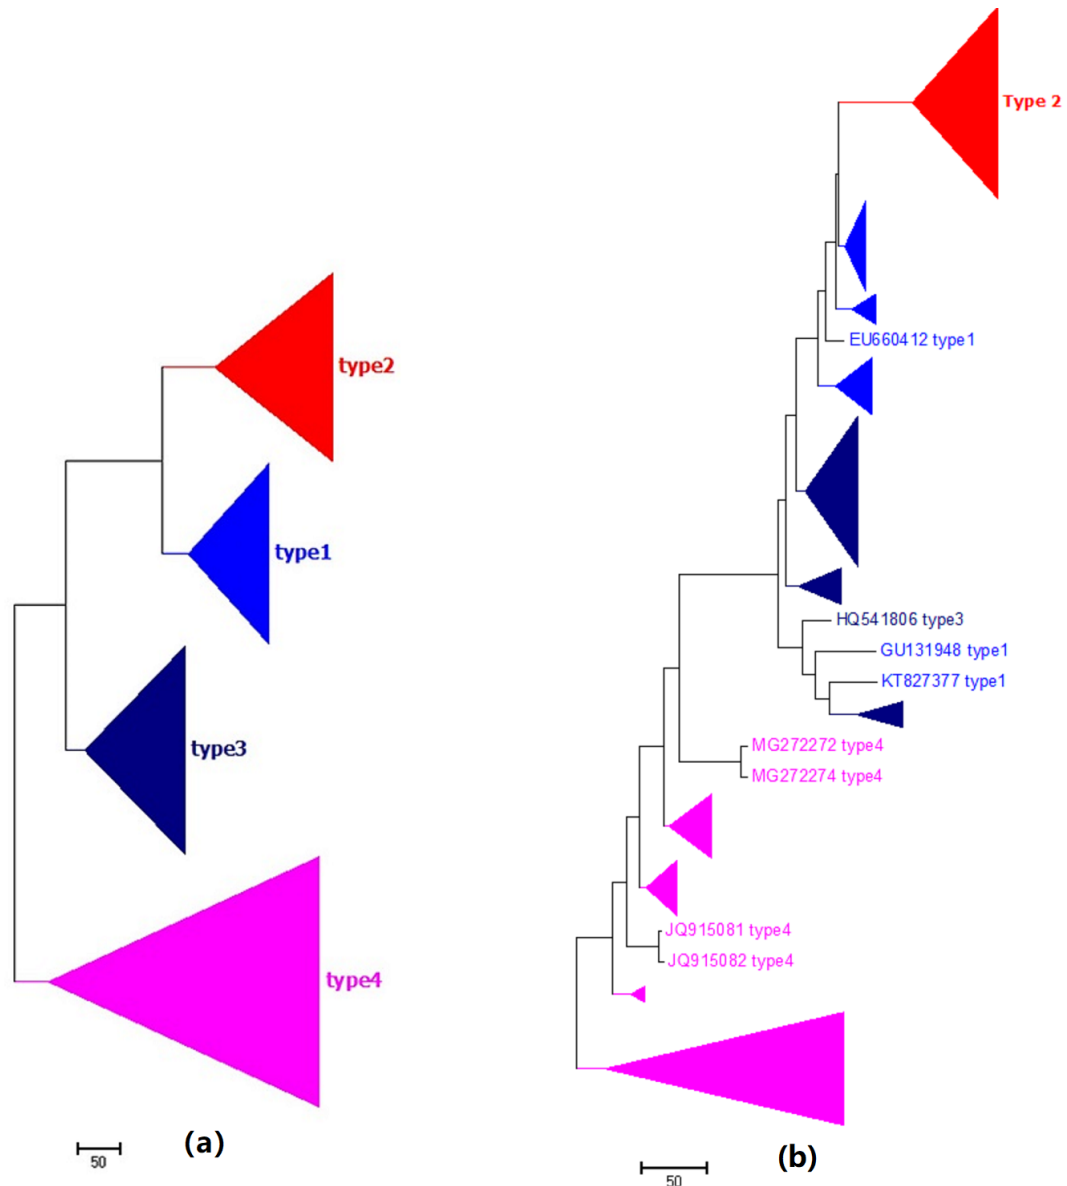 type2
type1
type3
type4
50
(a)
Type 2
EU660412 type1
HQ541806 type3
GU131948 type1
KT827377 type1
MG272272 type4
MG272274 type4
JQ915081 type4
JQ915082 type4
50
(b)